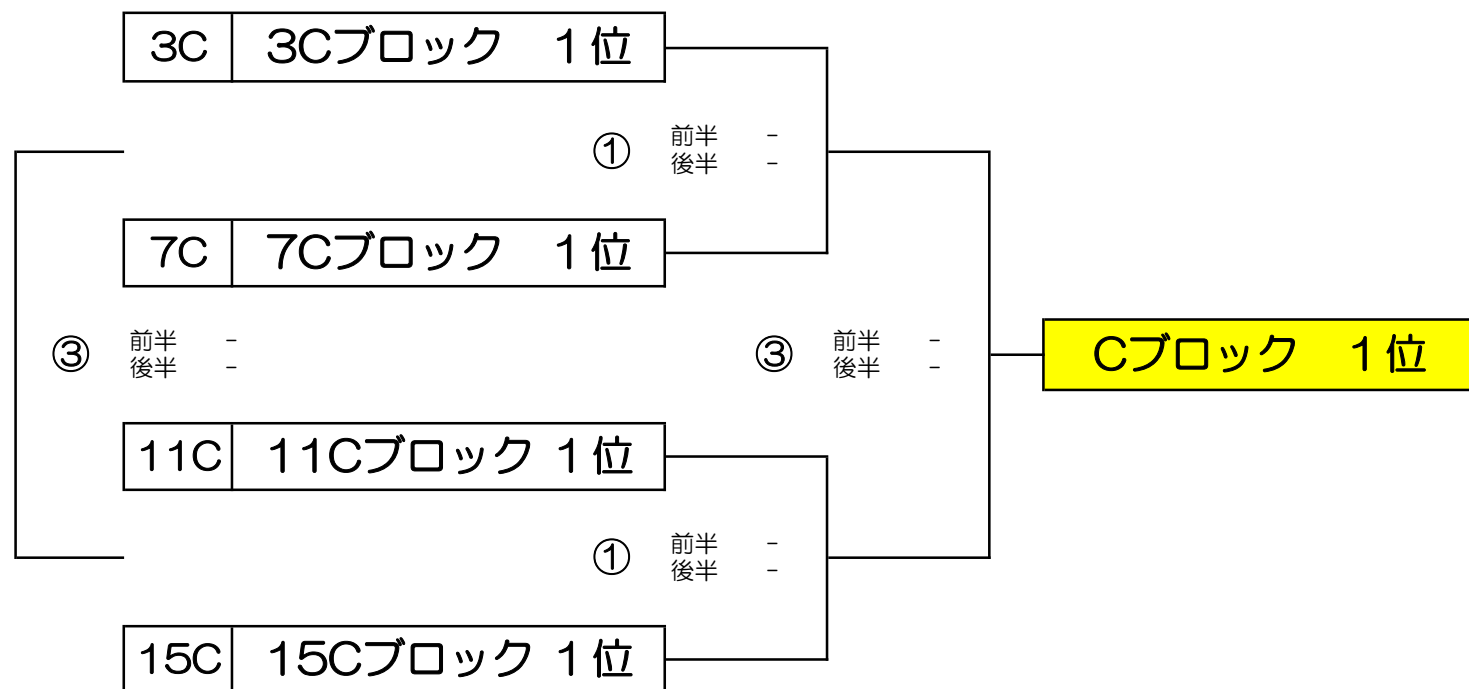 3C 3Cブロック　1位
① 前半 -
後半 -
7C 7Cブロック　1位
③ 前半 -
後半 -
③ 前半 -
後半 -
Cブロック　1位
11C 11Cブロック 1位
① 前半 -
後半 -
15C 15Cブロック 1位